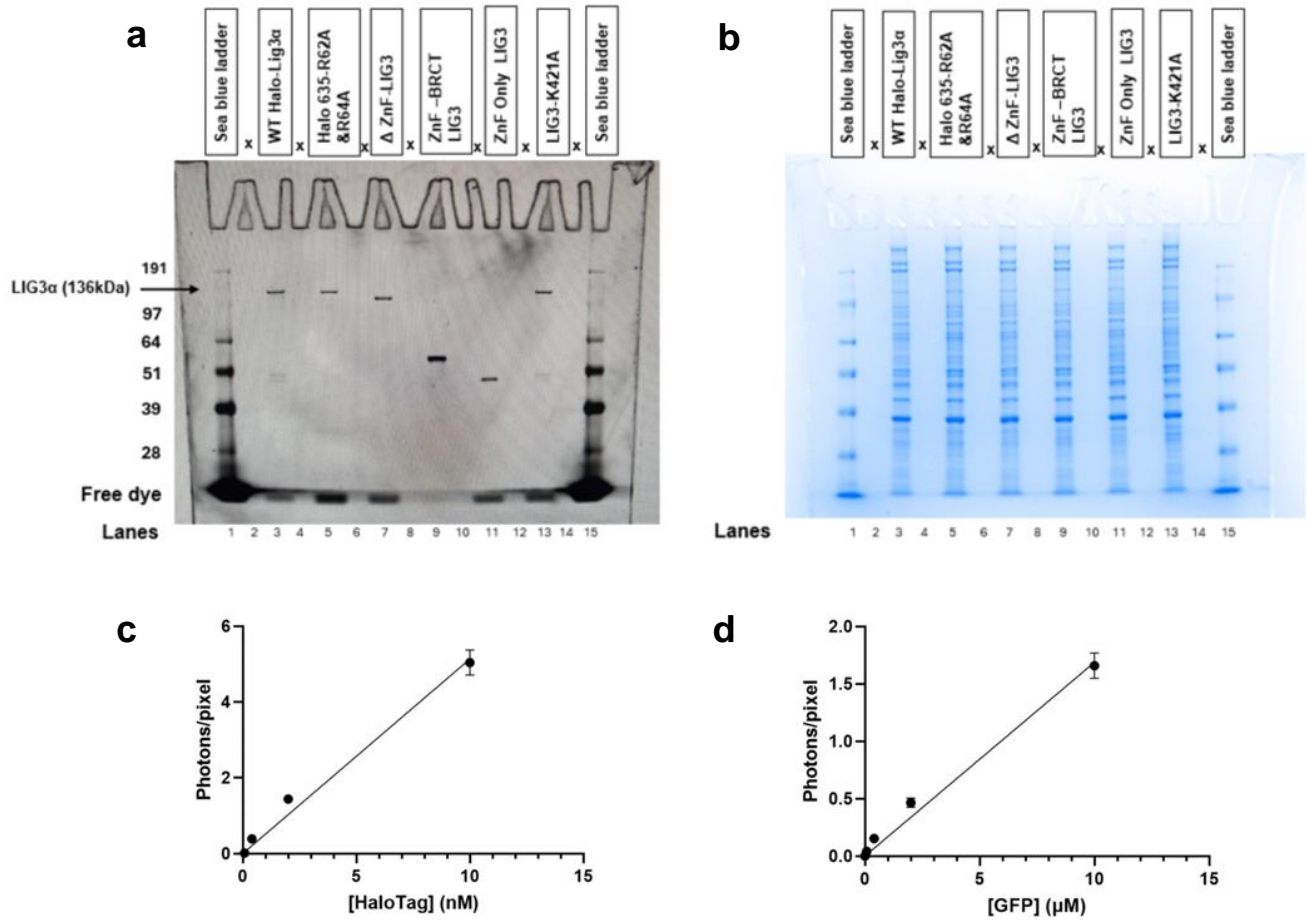 a
Sea blue ladder
x
WT Halo-Lig3α
x
Halo 635-R62A
&R64A
x
Δ ZnF-LIG3
x
ZnF –BRCT
LIG3
x
ZnF Only LIG3
x
LIG3-K421A
x
Sea blue ladder
191
LIG3α (136kDa)
97
64
51
39
28
Free dye
Lanes 1 2 3 4 5 6 7 8 9 10 11 12 13 14 15
b
Sea blue ladder
x
WT Halo-Lig3α
x
Halo 635-R62A
&R64A
x
Δ ZnF-LIG3
x
ZnF –BRCT
LIG3
x
ZnF Only LIG3
x
LIG3-K421A
x
Sea blue ladder
Lanes 1 2 3 4 5 6 7 8 9 10 11 12 13 14 15
c
Photons/pixel
6
4
2
0
0 5 10 15
[HaloTag] (nM)
d
Photons/pixel
2.0
1.5
1.0
0.5
0.0
0 5 10 15
[GFP] (µM)